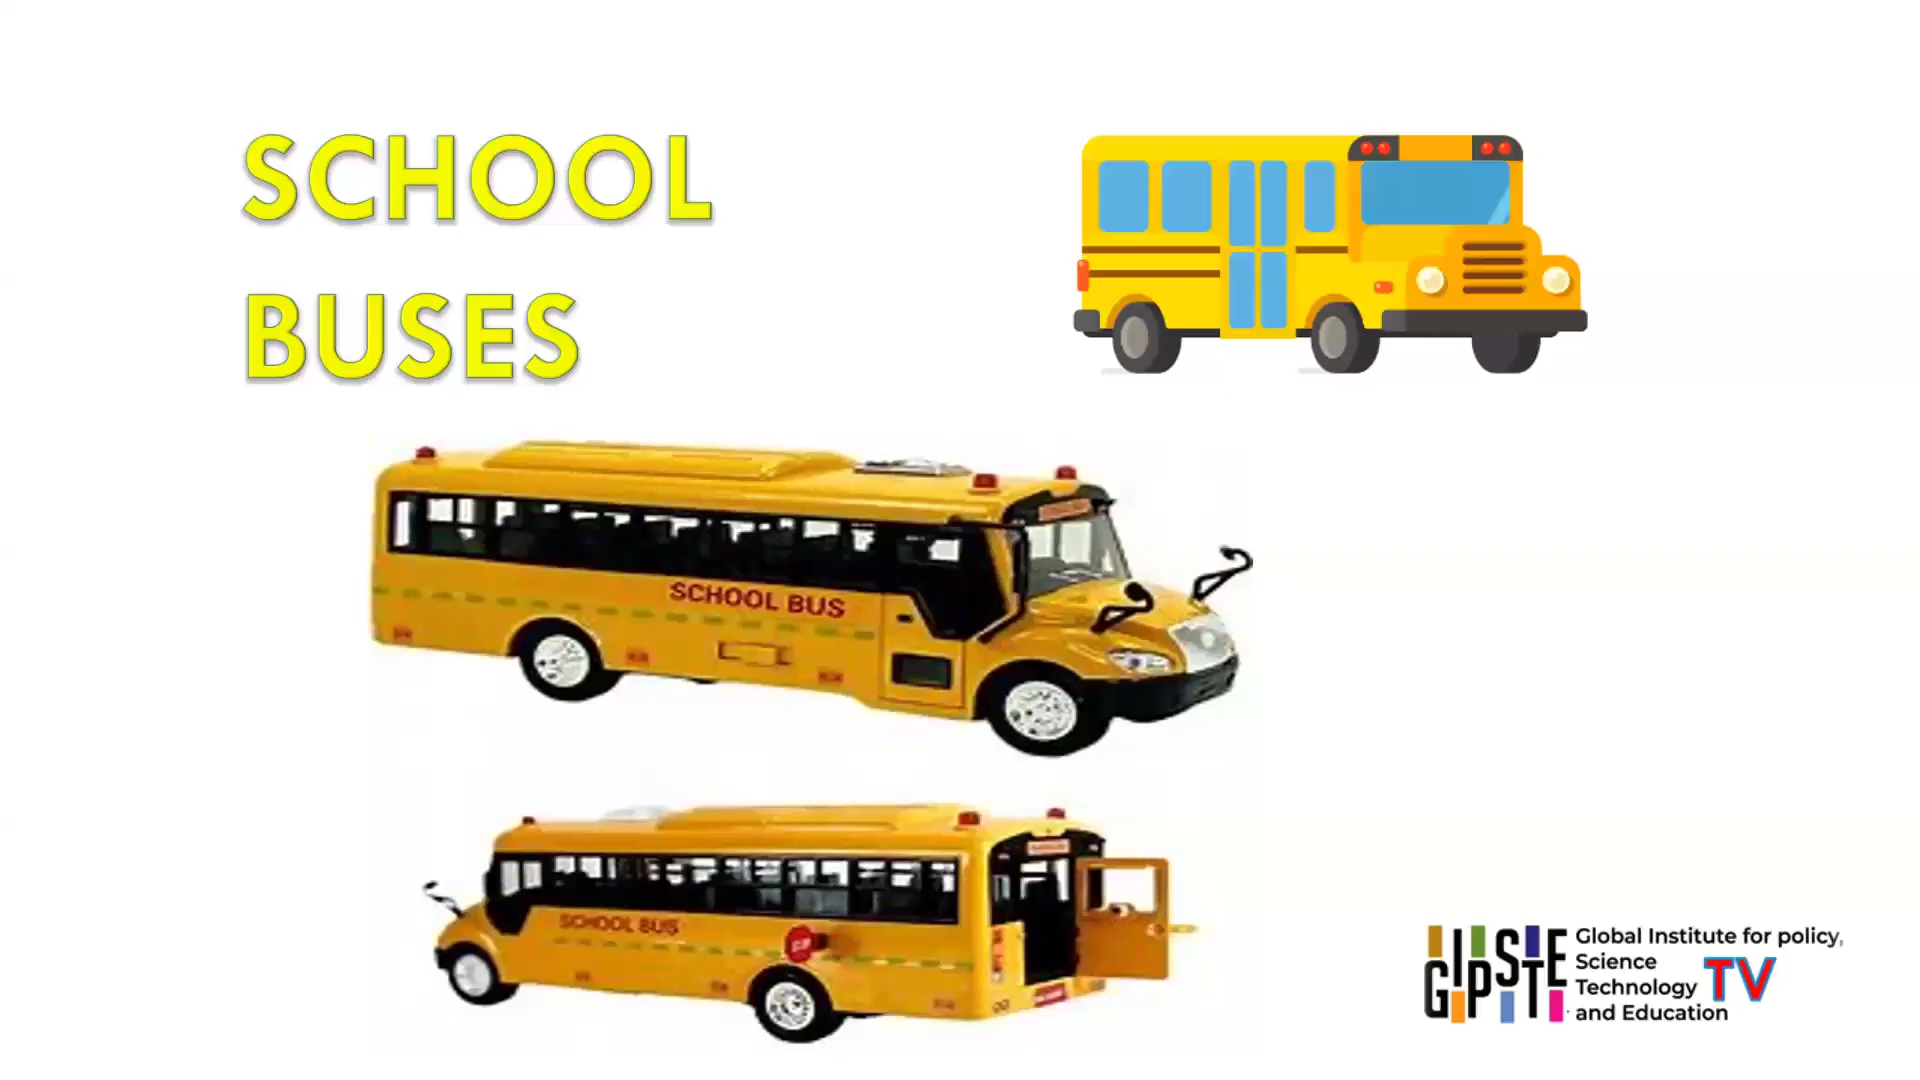 SCHOOL
BUSES
SCHOOL BUS
SCHOOL BUS
GIPSTE
Global Institute for policy,
Science
Technology
and Education
TV